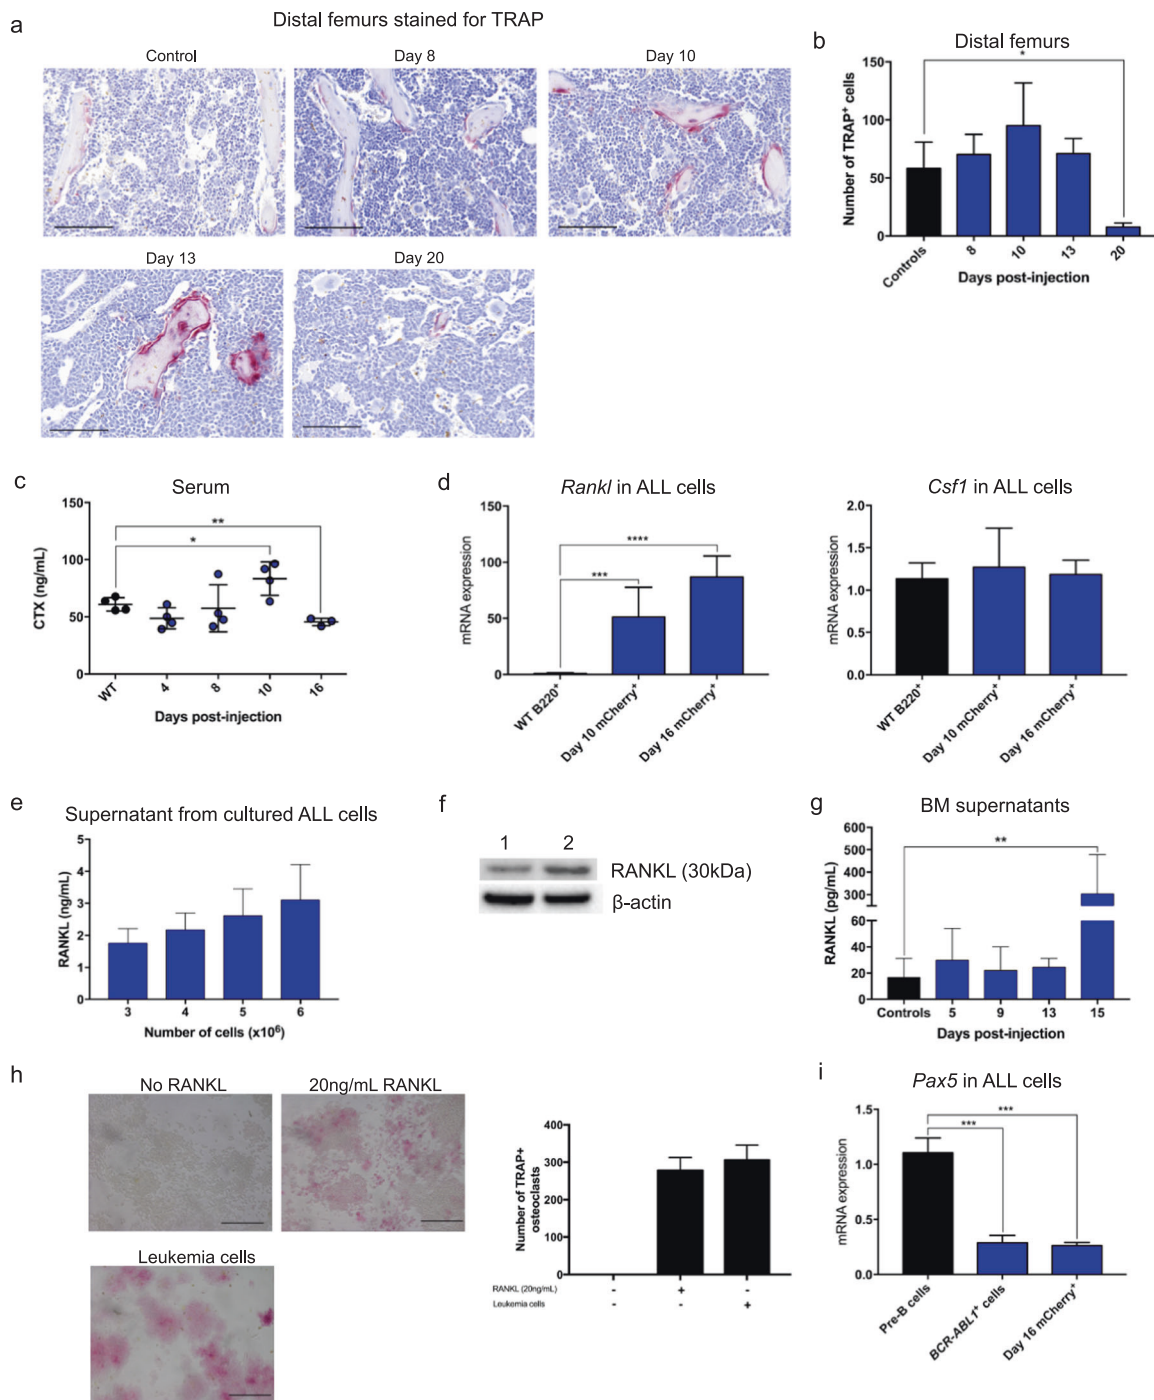 a
Distal femurs stained for TRAP
Control
Day 8
Day 10
Day 13
Day 20
b
Distal femurs
*
150
100
50
0
Number of TRAP⁺ cells
Controls
8
10
13
20
Days post-injection
c
Serum
150
100
50
0
CTX (ng/mL)
**
*
WT
4
8
10
16
Days post-injection
d
Rankl in ALL cells
150
100
50
0
mRNA expression
****
***
WT B220⁺
Day 10 mCherry⁺
Day 16 mCherry⁺
Csf1 in ALL cells
2.0
1.5
1.0
0.5
0.0
mRNA expression
WT B220⁺
Day 10 mCherry⁺
Day 16 mCherry⁺
e
Supernatant from cultured ALL cells
5
4
3
2
1
0
RANKL (ng/mL)
3
4
5
6
Number of cells (x10⁶)
f
1 2
RANKL (30kDa)
β-actin
g
BM supernatants
600
500
400
300
200
60
40
20
0
RANKL (pg/mL)
**
Controls
5
9
13
15
Days post-injection
h
No RANKL
20ng/mL RANKL
Leukemia cells
400
300
200
100
0
Number of TRAP+
osteoclasts
RANKL (20ng/mL) - + -
Leukemia cells - - +
i
Pax5 in ALL cells
1.5
1.0
0.5
0.0
mRNA expression
***
***
Pre-B cells
BCR-ABL1⁺ cells
Day 16 mCherry⁺